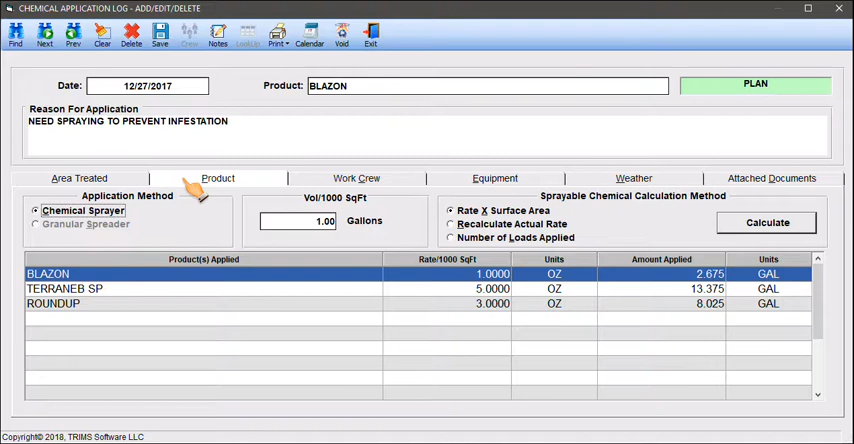 CHEMICAL APPLICATION LOG - ADD/EDIT/DELETE
Find Next Prev Clear Delete Save Crew Notes LookUp Print Calendar Void Exit
Date: 12/27/2017 Product: BLAZON PLAN
Reason For Application
NEED SPRAYING TO PREVENT INFESTATION
Area Treated Product Work Crew Equipment Weather Attached Documents
Application Method Vol/1000 SqFt Sprayable Chemical Calculation Method
Chemical Sprayer 1.00 Gallons Rate X Surface Area Calculate
Granular Spreader Recalculate Actual Rate
Number of Loads Applied
Product(s) Applied Rate/1000 SqFt Units Amount Applied Units
BLAZON 1.0000 OZ 2.675 GAL
TERRANEB SP 5.0000 OZ 13.375 GAL
ROUNDUP 3.0000 OZ 8.025 GAL
Copyright© 2018, TRIMS Software LLC